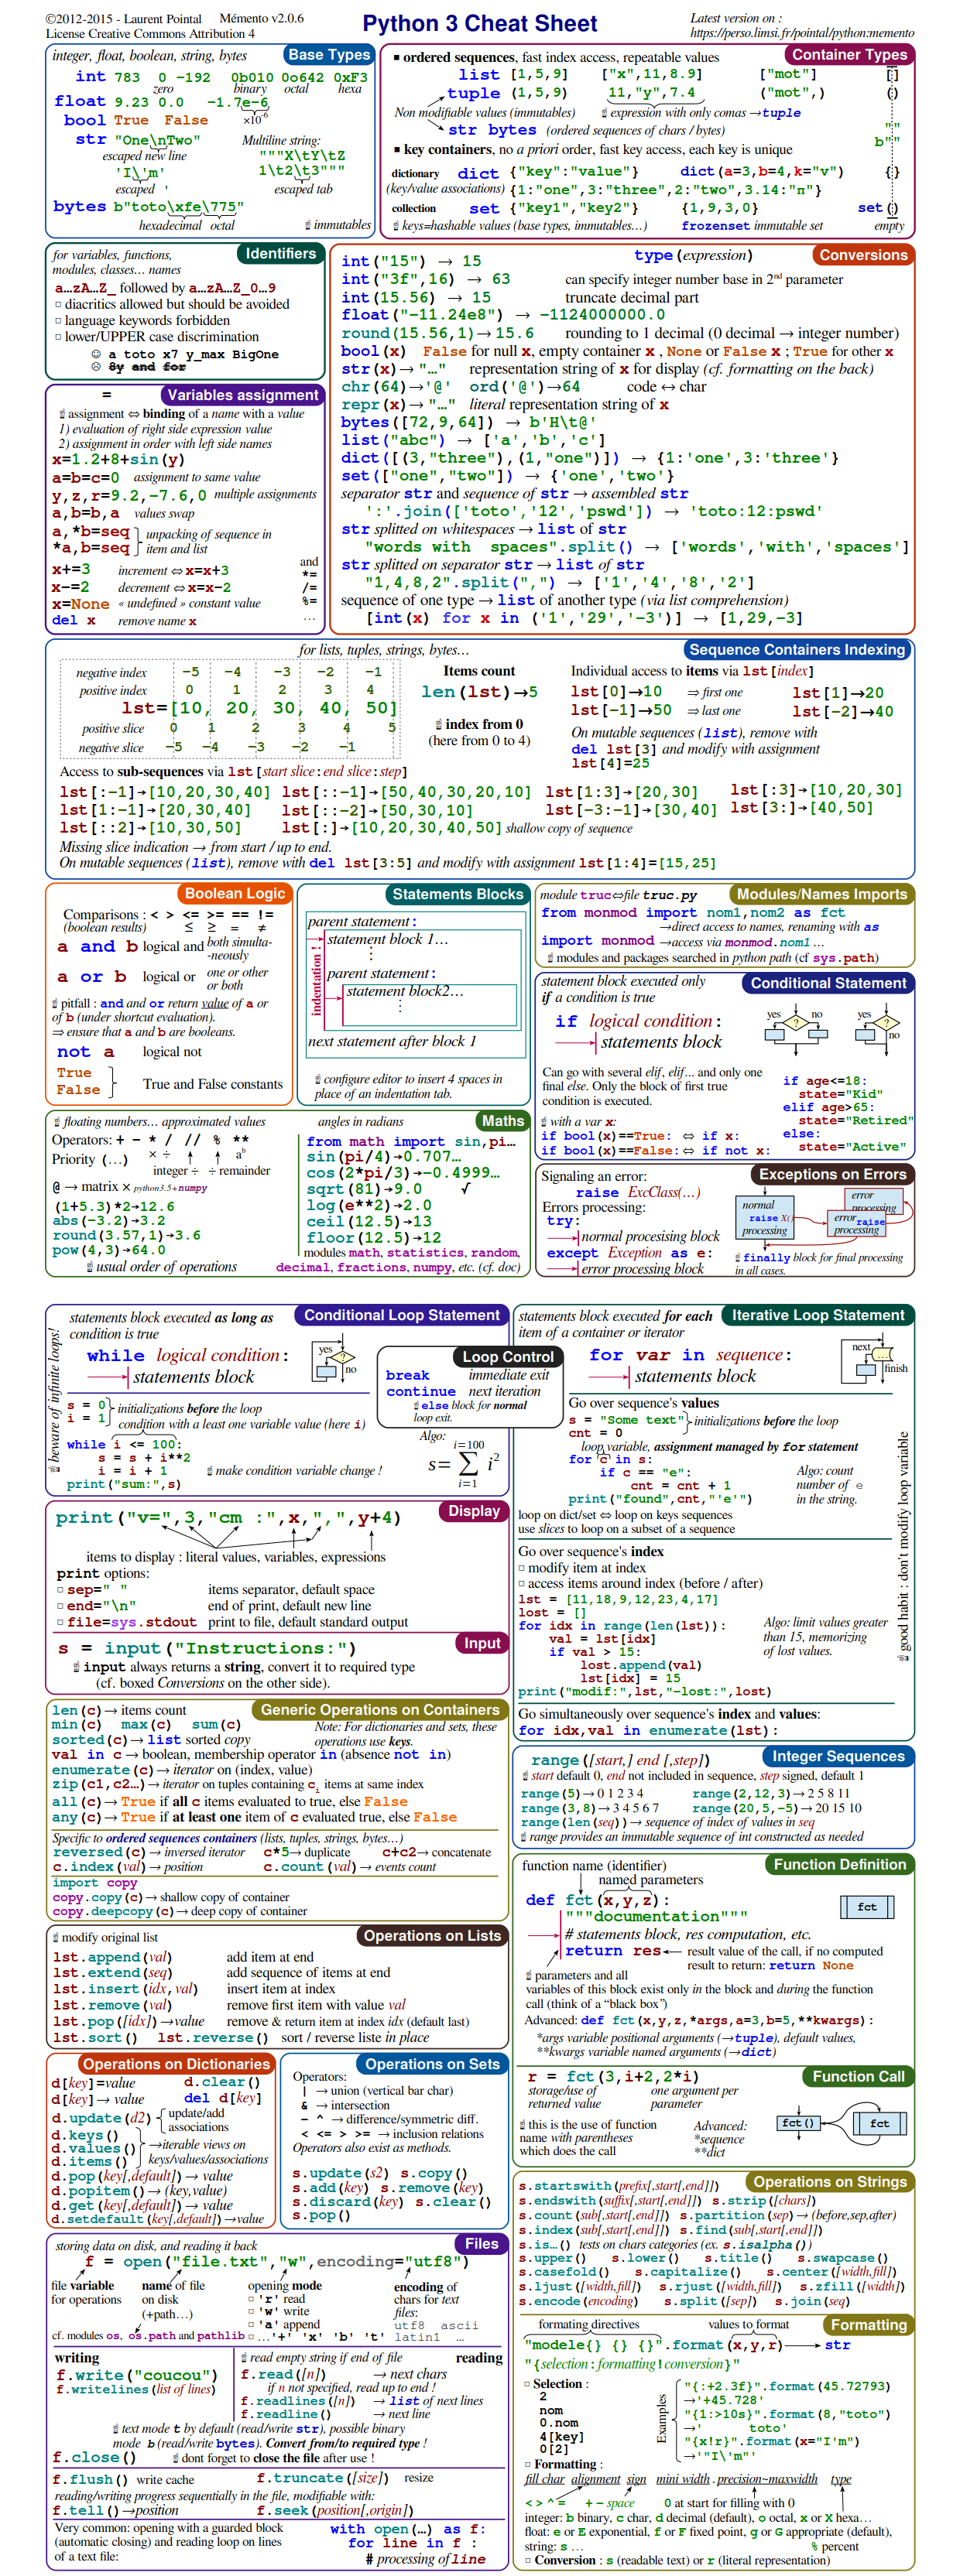 ©2012-2015 - Laurent Pointal Mémento v2.0.6
License Creative Commons Attribution 4
Python 3 Cheat Sheet
Latest version on :
https://perso.limsi.fr/pointal/python:memento
Base Types
integer, float, boolean, string, bytes
int 783 0 -192 0b010 0o642 0xF3
zero binary octal hexa
float 9.23 0.0 -1.7e-6
×10⁻⁶
bool True False
str "One\nTwo"
escaped new line
'I\'m'
escaped '
Multiline string:
"""X\tY\tZ
1\t2\t3"""
escaped tab
bytes b"toto\xfe\775"
hexadecimal octal
☝ immutables
Container Types
■ ordered sequences, fast index access, repeatable values
list [1,5,9] ["x",11,8.9] ["mot"] []
tuple (1,5,9) 11,"y",7.4 ("mot",) ()
Non modifiable values (immutables) ☝ expression with only comas →tuple
str bytes (ordered sequences of chars / bytes)
""
b""
■ key containers, no a priori order, fast key access, each key is unique
dictionary dict {"key":"value"} dict(a=3,b=4,k="v") {}
(key/value associations) {1:"one",3:"three",2:"two",3.14:"π"}
collection set {"key1","key2"} {1,9,3,0} set()
☝ keys=hashable values (base types, immutables…) frozenset immutable set empty
Identifiers
for variables, functions,
modules, classes… names
a…zA…Z_ followed by a…zA…Z_0…9
□ diacritics allowed but should be avoided
□ language keywords forbidden
□ lower/UPPER case discrimination
☺ a toto x7 y_max BigOne
☹ 8y and for
= Variables assignment
☝ assignment ⇔ binding of a name with a value
1) evaluation of right side expression value
2) assignment in order with left side names
x=1.2+8+sin(y)
a=b=c=0 assignment to same value
y,z,r=9.2,-7.6,0 multiple assignments
a,b=b,a values swap
a,*b=seq unpacking of sequence in
*a,b=seq item and list
x+=3 increment ⇔ x=x+3
x-=2 decrement ⇔ x=x-2
x=None « undefined » constant value
del x remove name x
and
*=
/=
%=
…
Conversions
int("15") → 15 type(expression)
int("3f",16) → 63 can specify integer number base in 2nd parameter
int(15.56) → 15 truncate decimal part
float("-11.24e8") → -1124000000.0
round(15.56,1)→15.6 rounding to 1 decimal (0 decimal → integer number)
bool(x) False for null x, empty container x , None or False x ; True for other x
str(x)→"…" representation string of x for display (cf. formatting on the back)
chr(64)→'@' ord('@')→64 code ↔ char
repr(x)→"…" literal representation string of x
bytes([72,9,64]) → b'H\t@'
list("abc") → ['a','b','c']
dict([(3,"three"),(1,"one")]) → {1:'one',3:'three'}
set(["one","two"]) → {'one','two'}
separator str and sequence of str → assembled str
':'.join(['toto','12','pswd']) → 'toto:12:pswd'
str splitted on whitespaces → list of str
"words with  spaces".split() → ['words','with','spaces']
str splitted on separator str → list of str
"1,4,8,2".split(",") → ['1','4','8','2']
sequence of one type → list of another type (via list comprehension)
[int(x) for x in ('1','29','-3')] → [1,29,-3]
Sequence Containers Indexing
for lists, tuples, strings, bytes…
negative index -5 -4 -3 -2 -1
positive index 0 1 2 3 4
lst=[10, 20, 30, 40, 50]
positive slice 0 1 2 3 4 5
negative slice -5 -4 -3 -2 -1
Items count
len(lst)→5
☝ index from 0
(here from 0 to 4)
Individual access to items via lst[index]
lst[0]→10 ⇒ first one lst[1]→20
lst[-1]→50 ⇒ last one lst[-2]→40
On mutable sequences (list), remove with
del lst[3] and modify with assignment
lst[4]=25
Access to sub-sequences via lst[start slice:end slice:step]
lst[:-1]→[10,20,30,40] lst[::-1]→[50,40,30,20,10] lst[1:3]→[20,30] lst[:3]→[10,20,30]
lst[1:-1]→[20,30,40] lst[::-2]→[50,30,10] lst[-3:-1]→[30,40] lst[3:]→[40,50]
lst[::2]→[10,30,50] lst[:]→[10,20,30,40,50] shallow copy of sequence
Missing slice indication → from start / up to end.
On mutable sequences (list), remove with del lst[3:5] and modify with assignment lst[1:4]=[15,25]
Boolean Logic
Comparisons : < > <= >= == !=
(boolean results) ≤ ≥ = ≠
a and b logical and both simulta-
-neously
a or b logical or one or other
or both
☝ pitfall : and and or return value of a or
of b (under shortcut evaluation).
⇒ ensure that a and b are booleans.
not a logical not
True
False
True and False constants
Statements Blocks
parent statement:
statement block 1…
⋮
parent statement:
statement block2…
⋮
next statement after block 1
indentation !
☝ configure editor to insert 4 spaces in
place of an indentation tab.
Modules/Names Imports
module truc⇔file truc.py
from monmod import nom1,nom2 as fct
→direct access to names, renaming with as
import monmod →access via monmod.nom1 …
☝ modules and packages searched in python path (cf sys.path)
Conditional Statement
statement block executed only
if a condition is true
if logical condition:
statements block
yes ? no
yes ? no
Can go with several elif, elif... and only one
final else. Only the block of first true
condition is executed.
☝ with a var x:
if bool(x)==True: ⇔ if x:
if bool(x)==False: ⇔ if not x:
if age<=18:
state="Kid"
elif age>65:
state="Retired"
else:
state="Active"
Maths
☝ floating numbers… approximated values angles in radians
Operators: + - * / // % **
Priority (…) × ÷ aᵇ
integer ÷ ÷ remainder
@ → matrix × python3.5+numpy
(1+5.3)*2→12.6
abs(-3.2)→3.2
round(3.57,1)→3.6
pow(4,3)→64.0
☝ usual order of operations
from math import sin,pi…
sin(pi/4)→0.707…
cos(2*pi/3)→-0.4999…
sqrt(81)→9.0 √
log(e**2)→2.0
ceil(12.5)→13
floor(12.5)→12
modules math, statistics, random,
decimal, fractions, numpy, etc. (cf. doc)
Exceptions on Errors
Signaling an error:
raise ExcClass(…)
Errors processing:
try:
normal procesising block
except Exception as e:
error processing block
normal
raise X()
processing
error
processing
error
raise
processing
☝ finally block for final processing
in all cases.
Conditional Loop Statement
☜ beware of infinite loops!
statements block executed as long as
condition is true
while logical condition:
statements block
yes ? no
s = 0
i = 1
initializations before the loop
condition with a least one variable value (here i)
while i <= 100:
s = s + i**2
i = i + 1 ☝ make condition variable change !
print("sum:",s)
Loop Control
break immediate exit
continue next iteration
☝ else block for normal
loop exit.
Algo:
i=100
s= ∑ i²
i=1
Iterative Loop Statement
statements block executed for each
item of a container or iterator
for var in sequence:
statements block
next … finish
Go over sequence's values
s = "Some text"
cnt = 0
initializations before the loop
loop variable, assignment managed by for statement
for c in s:
if c == "e":
cnt = cnt + 1
print("found",cnt,"'e'")
Algo: count
number of e
in the string.
loop on dict/set ⇔ loop on keys sequences
use slices to loop on a subset of a sequence
Go over sequence's index
□ modify item at index
□ access items around index (before / after)
lst = [11,18,9,12,23,4,17]
lost = []
for idx in range(len(lst)):
val = lst[idx]
if val > 15:
lost.append(val)
lst[idx] = 15
print("modif:",lst,"-lost:",lost)
Algo: limit values greater
than 15, memorizing
of lost values.
Go simultaneously over sequence's index and values:
for idx,val in enumerate(lst):
☜ good habit : don't modify loop variable
Display
print("v=",3,"cm :",x,",",y+4)
items to display : literal values, variables, expressions
print options:
□ sep=" " items separator, default space
□ end="\n" end of print, default new line
□ file=sys.stdout print to file, default standard output
Input
s = input("Instructions:")
☝ input always returns a string, convert it to required type
(cf. boxed Conversions on the other side).
Generic Operations on Containers
len(c)→ items count
min(c) max(c) sum(c)
sorted(c)→ list sorted copy
Note: For dictionaries and sets, these
operations use keys.
val in c → boolean, membership operator in (absence not in)
enumerate(c)→ iterator on (index, value)
zip(c1,c2…)→ iterator on tuples containing cᵢ items at same index
all(c)→ True if all c items evaluated to true, else False
any(c)→ True if at least one item of c evaluated true, else False
Specific to ordered sequences containers (lists, tuples, strings, bytes…)
reversed(c)→ inversed iterator c*5→ duplicate c+c2→ concatenate
c.index(val)→ position c.count(val)→ events count
import copy
copy.copy(c)→ shallow copy of container
copy.deepcopy(c)→ deep copy of container
Integer Sequences
range([start,] end [,step])
☝ start default 0, end not included in sequence, step signed, default 1
range(5)→ 0 1 2 3 4 range(2,12,3)→ 2 5 8 11
range(3,8)→ 3 4 5 6 7 range(20,5,-5)→ 20 15 10
range(len(seq))→ sequence of index of values in seq
☝ range provides an immutable sequence of int constructed as needed
Operations on Lists
☝ modify original list
lst.append(val) add item at end
lst.extend(seq) add sequence of items at end
lst.insert(idx,val) insert item at index
lst.remove(val) remove first item with value val
lst.pop([idx])→value remove & return item at index idx (default last)
lst.sort() lst.reverse() sort / reverse liste in place
Function Definition
function name (identifier)
named parameters
def fct(x,y,z):
"""documentation"""
# statements block, res computation, etc.
return res← result value of the call, if no computed
result to return: return None
fct
☝ parameters and all
variables of this block exist only in the block and during the function
call (think of a “black box”)
Advanced: def fct(x,y,z,*args,a=3,b=5,**kwargs):
*args variable positional arguments (→tuple), default values,
**kwargs variable named arguments (→dict)
Operations on Dictionaries
d[key]=value d.clear()
d[key]→ value del d[key]
d.update(d2) update/add
associations
d.keys()
d.values() →iterable views on
d.items() keys/values/associations
d.pop(key[,default])→ value
d.popitem()→ (key,value)
d.get(key[,default])→ value
d.setdefault(key[,default])→value
Operations on Sets
Operators:
| → union (vertical bar char)
& → intersection
- ^ → difference/symmetric diff.
< <= > >= → inclusion relations
Operators also exist as methods.
s.update(s2) s.copy()
s.add(key) s.remove(key)
s.discard(key) s.clear()
s.pop()
Function Call
r = fct(3,i+2,2*i)
storage/use of one argument per
returned value parameter
☝ this is the use of function
name with parentheses
which does the call
Advanced:
*sequence
**dict
fct() fct
Operations on Strings
s.startswith(prefix[,start[,end]])
s.endswith(suffix[,start[,end]]) s.strip([chars])
s.count(sub[,start[,end]]) s.partition(sep)→ (before,sep,after)
s.index(sub[,start[,end]]) s.find(sub[,start[,end]])
s.is…() tests on chars categories (ex. s.isalpha())
s.upper() s.lower() s.title() s.swapcase()
s.casefold() s.capitalize() s.center([width,fill])
s.ljust([width,fill]) s.rjust([width,fill]) s.zfill([width])
s.encode(encoding) s.split([sep]) s.join(seq)
Files
storing data on disk, and reading it back
f = open("file.txt","w",encoding="utf8")
file variable
for operations
name of file
on disk
(+path…)
opening mode
□ 'r' read
□ 'w' write
□ 'a' append
□ …'+' 'x' 'b' 't'
encoding of
chars for text
files:
utf8 ascii
latin1 …
cf. modules os, os.path and pathlib
writing
f.write("coucou")
f.writelines(list of lines)
☝ read empty string if end of file reading
f.read([n]) → next chars
if n not specified, read up to end !
f.readlines([n]) → list of next lines
f.readline() → next line
☝ text mode t by default (read/write str), possible binary
mode b (read/write bytes). Convert from/to required type !
f.close() ☝ dont forget to close the file after use !
f.flush() write cache f.truncate([size]) resize
reading/writing progress sequentially in the file, modifiable with:
f.tell()→position f.seek(position[,origin])
Very common: opening with a guarded block
(automatic closing) and reading loop on lines
of a text file:
with open(…) as f:
for line in f :
# processing of line
Formatting
formating directives values to format
"modele{} {} {}".format(x,y,r) → str
"{selection:formatting!conversion}"
□ Selection :
2
nom
0.nom
4[key]
0[2]
Examples
"{:+2.3f}".format(45.72793)
→'+45.728'
"{1:>10s}".format(8,"toto")
→'      toto'
"{x!r}".format(x="I'm")
→'"I\'m"'
□ Formatting :
fill char alignment sign mini width.precision~maxwidth type
< > ^ = + - space 0 at start for filling with 0
integer: b binary, c char, d decimal (default), o octal, x or X hexa…
float: e or E exponential, f or F fixed point, g or G appropriate (default),
string: s … % percent
□ Conversion : s (readable text) or r (literal representation)